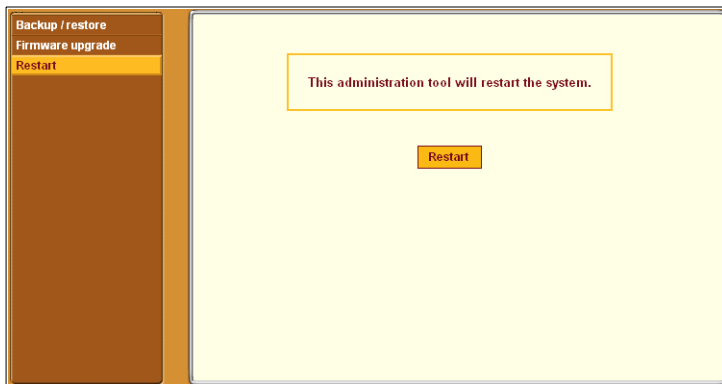 Backup / restore
Firmware upgrade
Restart
This administration tool will restart the system.
Restart